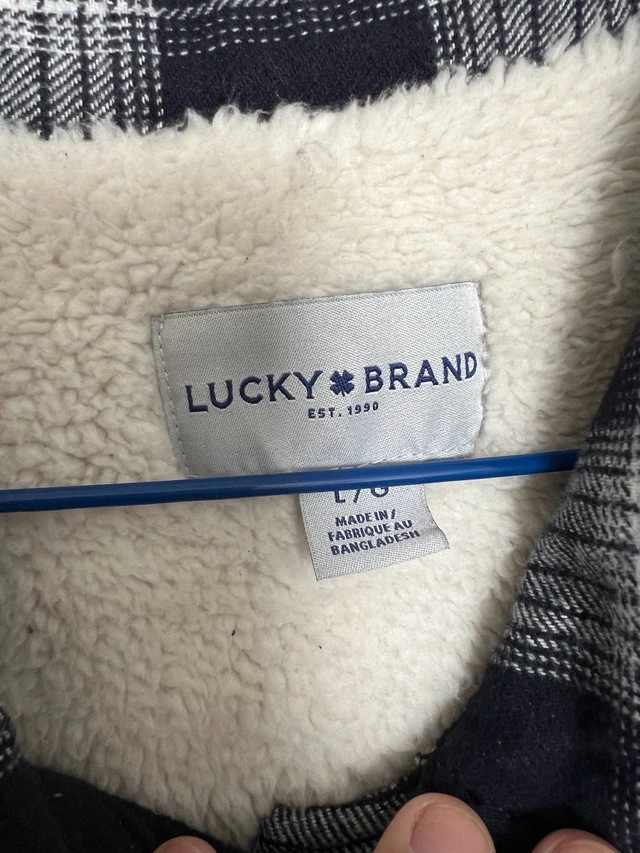 LUCKY BRAND
EST. 1990
L/G
MADE IN /
FABRIQUE AU
BANGLADESH